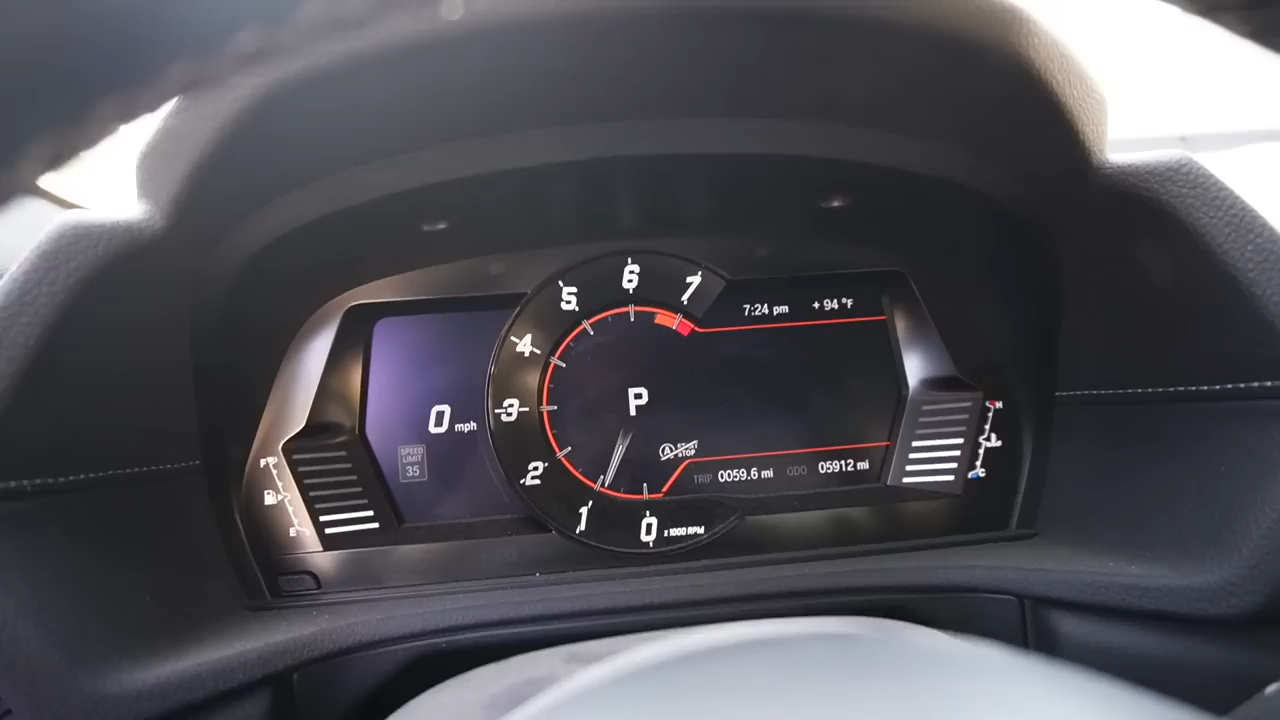 7:24 pm +94 °F
7
6
5
4
3
2
1
0 x1000 RPM
P
0 mph
SPEED
LIMIT
35
A
STOP
TRIP 0059.6 mi ODO 05912 mi
F
E
H
C